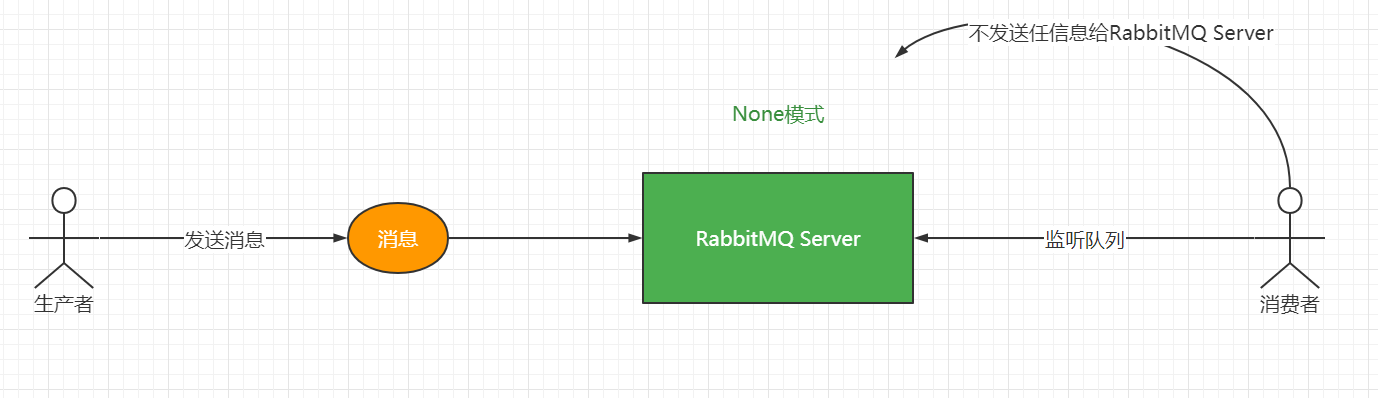 不发送任信息给RabbitMQ Server
None模式
发送消息
消息
RabbitMQ Server
监听队列
生产者
消费者